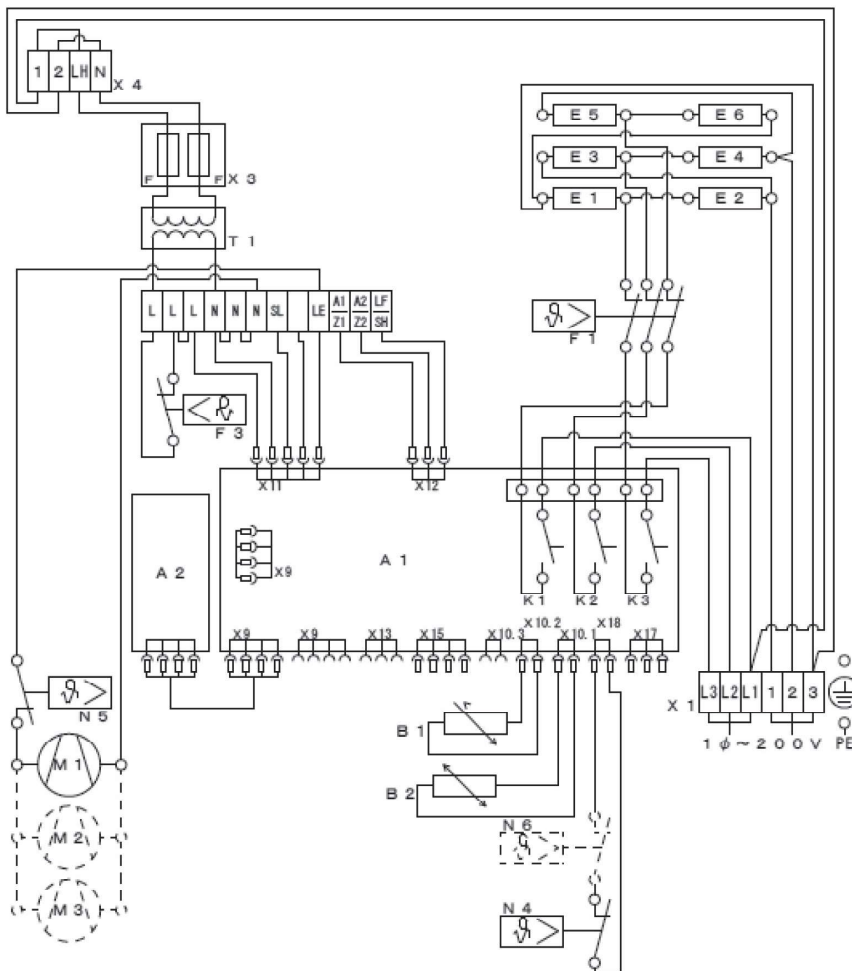 1 2 LH N
X 4
E 5 E 6
F F X 3
E 3 E 4
E 1 E 2
T 1
L L L N N N SL LE A1 Z1 A2 Z2 LF SH
F 1
F 3
X11 X12
A 2
A 1
X9
K1 K2 K3
X9 X9 X13 X15 X10.3 X10.2 X10.1 X18 X17
N 5
X 1 L3 L2 L1 1 2 3
B 1
1 φ ~ 2 0 0 V PE
M 1
B 2
M 2
N 6
M 3
N 4